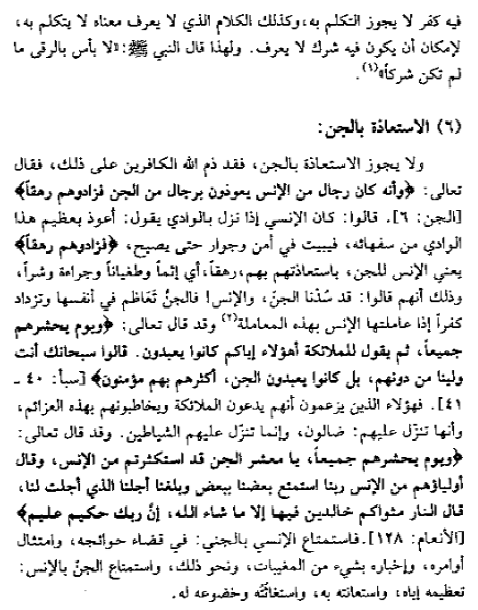 فيه كفر لا يجوز التكلم به، وكذلك الكلام الذي لا يعرف معناه لا يتكلم به،
لإمكان أن يكون فيه شرك لا يعرف. ولهذا قال النبي ﷺ: «لا بأس بالرقى ما
لم تكن شركاً»(١).
(٦) الاستعاذة بالجن:
ولا يجوز الاستعاذة بالجن، فقد ذم الله الكافرين على ذلك، فقال
تعالى: ﴿وأنه كان رجال من الإنس يعوذون برجال من الجن فزادوهم رهقاً﴾
[الجن: ٦]. قالوا: كان الإنسي إذا نزل بالوادي يقول: أعوذ بعظيم هذا
الوادي من سفهائه، فيبيت في أمن وجوار حتى يصبح، ﴿فزادوهم رهقاً﴾
يعني الإنس للجن، باستعاذتهم بهم، رهقاً، أي إثماً وطغياناً وجراءة وشراً،
وذلك أنهم قالوا: قد سُدْنا الجنّ، والإنس! فالجنُّ تَعَاظم في أنفسها وتزداد
كفراً إذا عاملتها الإنس بهذه المعاملة(٢) وقد قال تعالى: ﴿ويوم يحشرهم
جميعاً، ثم يقول للملائكة أهؤلاء إياكم كانوا يعبدون. قالوا سبحانك أنت
ولينا من دونهم، بل كانوا يعبدون الجن، أكثرهم بهم مؤمنون﴾ [سبأ: ٤٠ ـ
٤١]. فهؤلاء الذين يزعمون أنهم يدعون الملائكة ويخاطبونهم بهذه العزائم،
وأنها تنزّل عليهم: ضالون، وإنما تنزّل عليهم الشياطين. وقد قال تعالى:
﴿ويوم يحشرهم جميعاً، يا معشر الجن قد استكثرتم من الإنس، وقال
أولياؤهم من الإنس ربنا استمتع بعضنا ببعض وبلغنا أجلنا الذي أجلت لنا،
قال النار مثواكم خالدين فيها إلا ما شاء الله، إنَّ ربك حكيم عليم﴾
[الأنعام: ١٢٨]. فاستمتاع الإنسي بالجني: في قضاء حوائجه، وامتثال
أوامره، وإخباره بشيء من المغيبات، ونحو ذلك، واستمتاع الجنّ بالإنس:
تعظيمه إياه، واستعانته به، واستغاثَتُه وخضوعه له.